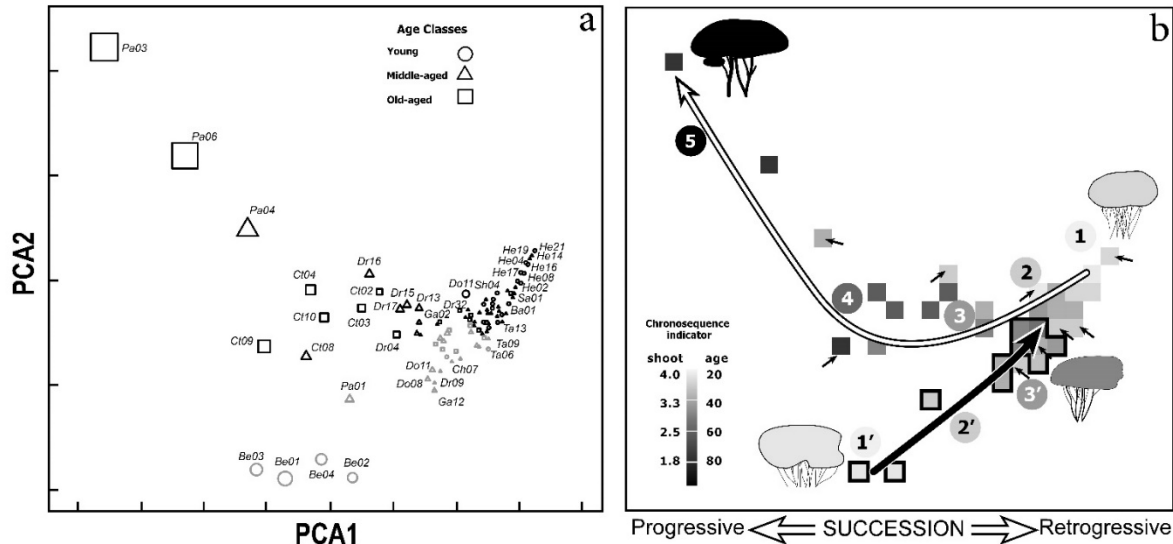 a
Age Classes
Young
Middle-aged
Old-aged
Pa03
Pa06
Pa04
Dr16
Ct04
Ct02
Dr15
Dr13
Dr17
Ct10
Ct03
Ga02
Dr32
Do11
Sh04
He19
He21
He04
He14
He16
He17
He08
He02
Sa01
Ba01
Ta13
Ct09
Ct08
Dr04
Ta09
Ta06
Ch07
Do11
Do08
Dr09
Ga12
Pa01
Be03
Be01
Be04
Be02
PCA2
PCA1
b
5
1
2
4
3
3′
2′
1′
Chronosequence
indicator
shoot age
4.0 20
3.3 40
2.5 60
1.8 80
Progressive SUCCESSION Retrogressive